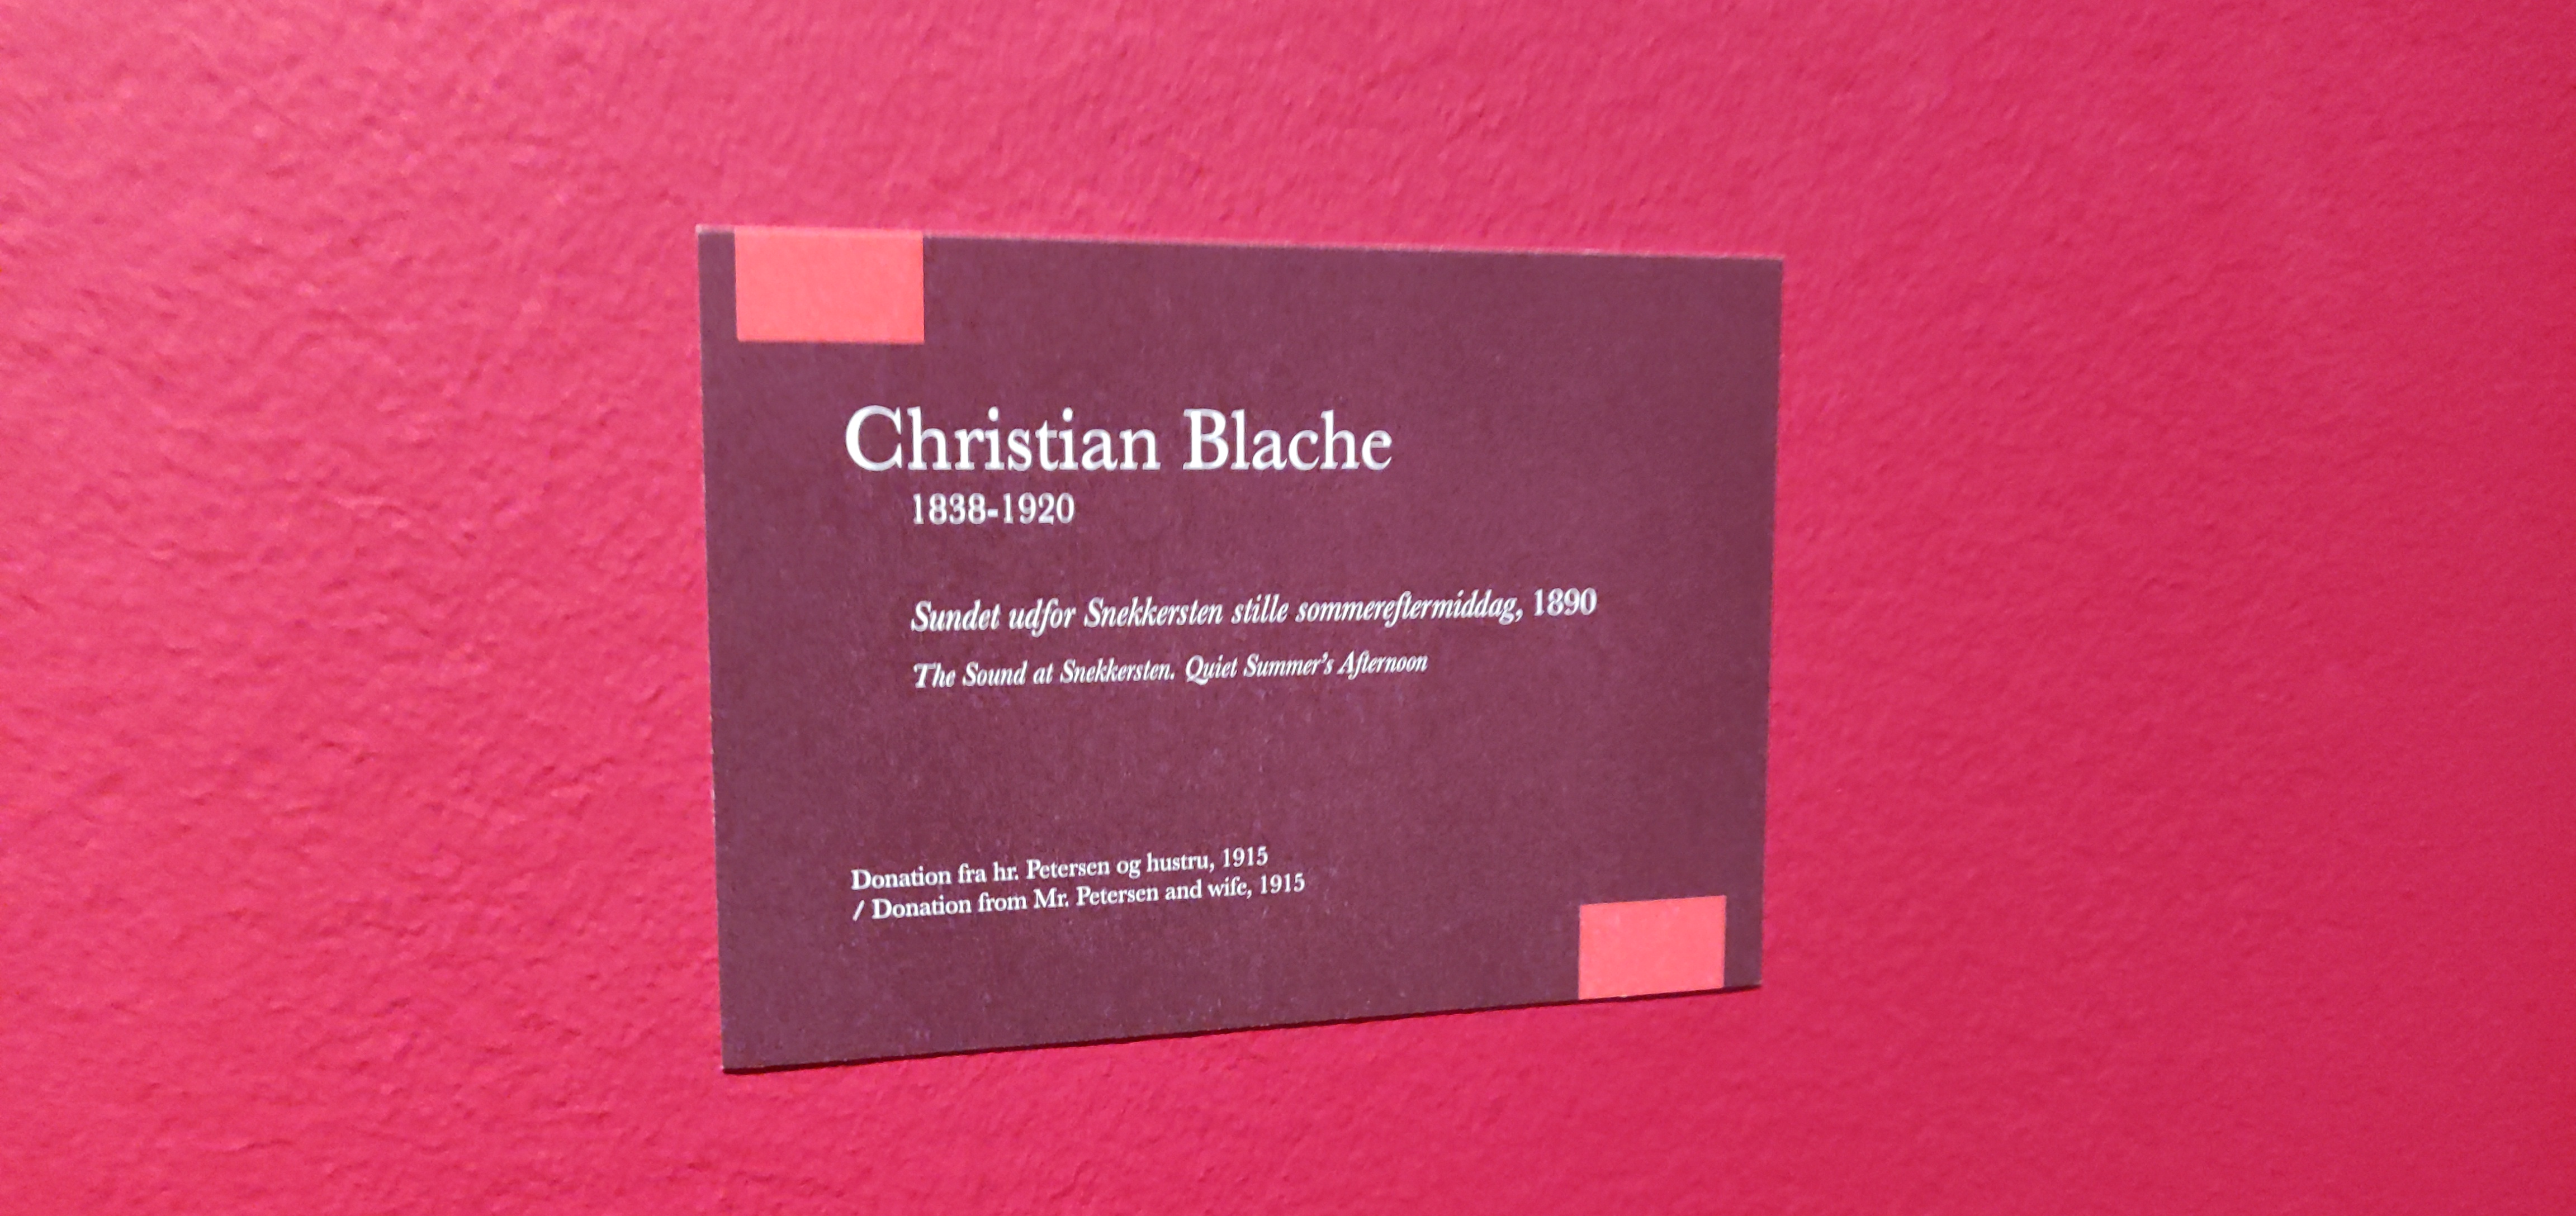 Christian Blache
1838-1920
Sundet udfor Snekkersten stille sommereftermiddag, 1890
The Sound at Snekkersten. Quiet Summer's Afternoon
Donation fra hr. Petersen og hustru, 1915
/ Donation from Mr. Petersen and wife, 1915